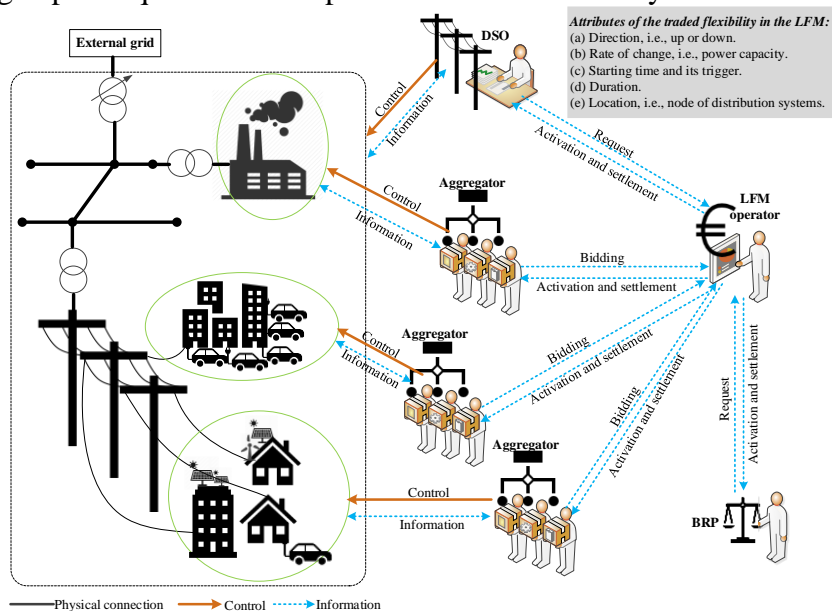 External grid
DSO
Attributes of the traded flexibility in the LFM:
(a) Direction, i.e., up or down.
(b) Rate of change, i.e., power capacity.
(c) Starting time and its trigger.
(d) Duration.
(e) Location, i.e., node of distribution systems.
Control
Information
Request
Activation and settlement
Aggregator
Control
Information
LFM
operator
Bidding
Activation and settlement
Aggregator
Control
Information
Bidding
Activation and settlement
Aggregator
Bidding
Activation and settlement
Request
Activation and settlement
Control
Information
BRP
Physical connection
Control
Information